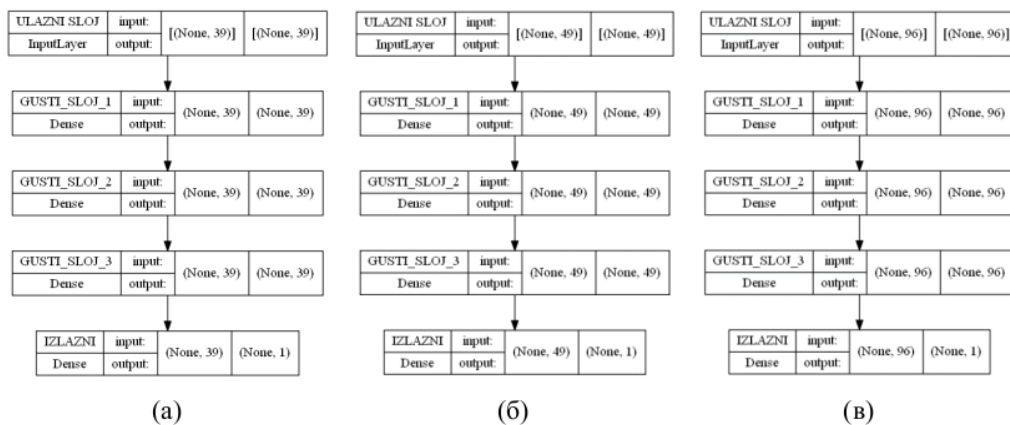 ULAZNI SLOJ input: [(None, 39)] [(None, 39)]
InputLayer output:
GUSTI_SLOJ_1 input: (None, 39) (None, 39)
Dense output:
GUSTI_SLOJ_2 input: (None, 39) (None, 39)
Dense output:
GUSTI_SLOJ_3 input: (None, 39) (None, 39)
Dense output:
IZLAZNI input: (None, 39) (None, 1)
Dense output:
(а)
ULAZNI SLOJ input: [(None, 49)] [(None, 49)]
InputLayer output:
GUSTI_SLOJ_1 input: (None, 49) (None, 49)
Dense output:
GUSTI_SLOJ_2 input: (None, 49) (None, 49)
Dense output:
GUSTI_SLOJ_3 input: (None, 49) (None, 49)
Dense output:
IZLAZNI input: (None, 49) (None, 1)
Dense output:
(б)
ULAZNI SLOJ input: [(None, 96)] [(None, 96)]
InputLayer output:
GUSTI_SLOJ_1 input: (None, 96) (None, 96)
Dense output:
GUSTI_SLOJ_2 input: (None, 96) (None, 96)
Dense output:
GUSTI_SLOJ_3 input: (None, 96) (None, 96)
Dense output:
IZLAZNI input: (None, 96) (None, 1)
Dense output:
(в)